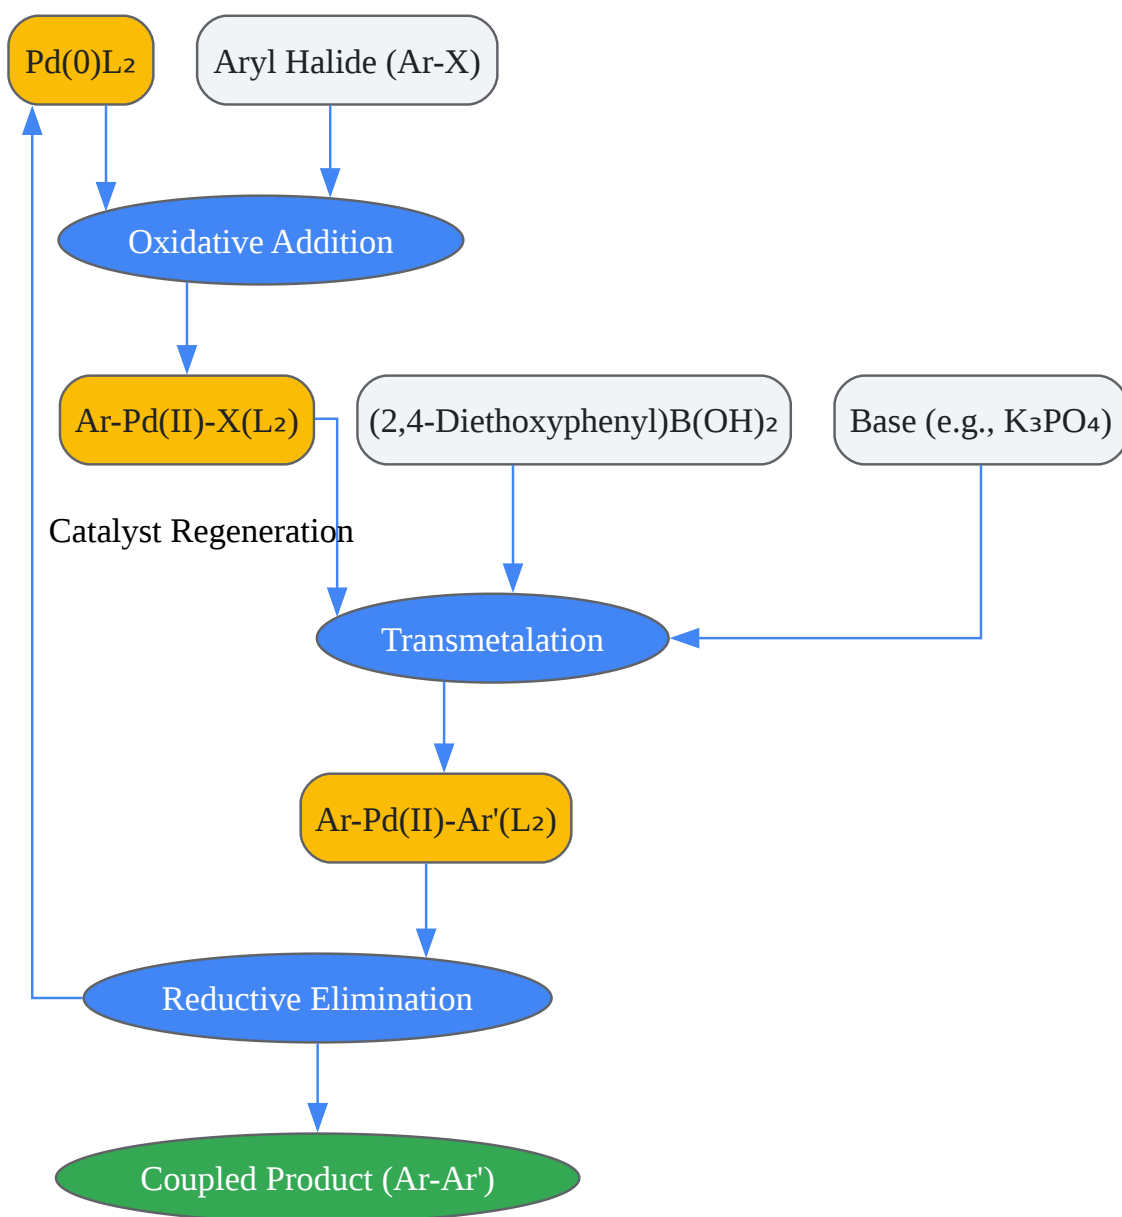 Pd(0)L₂
Aryl Halide (Ar-X)
Oxidative Addition
Ar-Pd(II)-X(L₂)
(2,4-Diethoxyphenyl)B(OH)₂
Base (e.g., K₃PO₄)
Catalyst Regeneration
Transmetalation
Ar-Pd(II)-Ar'(L₂)
Reductive Elimination
Coupled Product (Ar-Ar')